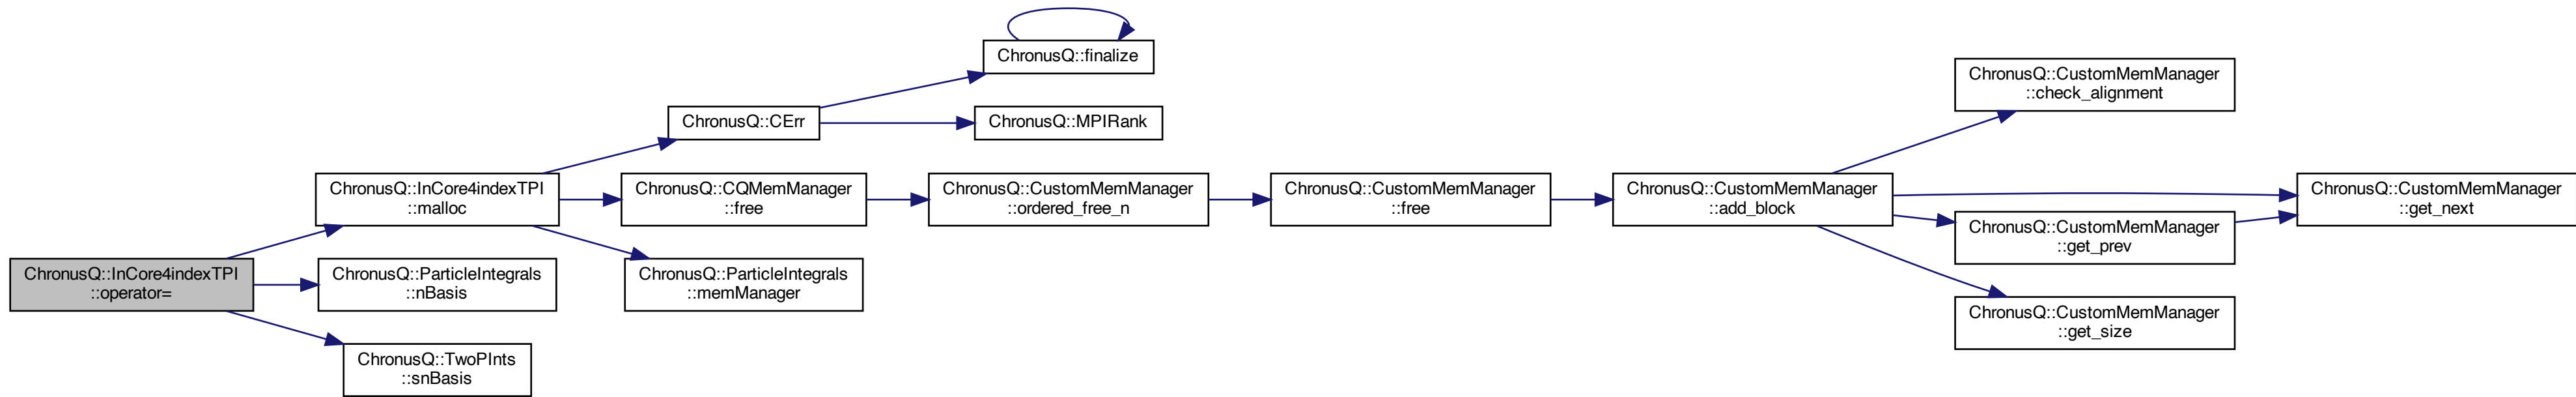 ChronusQ::InCore4indexTPI
::operator=
ChronusQ::InCore4indexTPI
::malloc
ChronusQ::ParticleIntegrals
::nBasis
ChronusQ::TwoPInts
::snBasis
ChronusQ::CErr
ChronusQ::CQMemManager
::free
ChronusQ::ParticleIntegrals
::memManager
ChronusQ::finalize
ChronusQ::MPIRank
ChronusQ::CustomMemManager
::ordered_free_n
ChronusQ::CustomMemManager
::free
ChronusQ::CustomMemManager
::add_block
ChronusQ::CustomMemManager
::check_alignment
ChronusQ::CustomMemManager
::get_prev
ChronusQ::CustomMemManager
::get_size
ChronusQ::CustomMemManager
::get_next